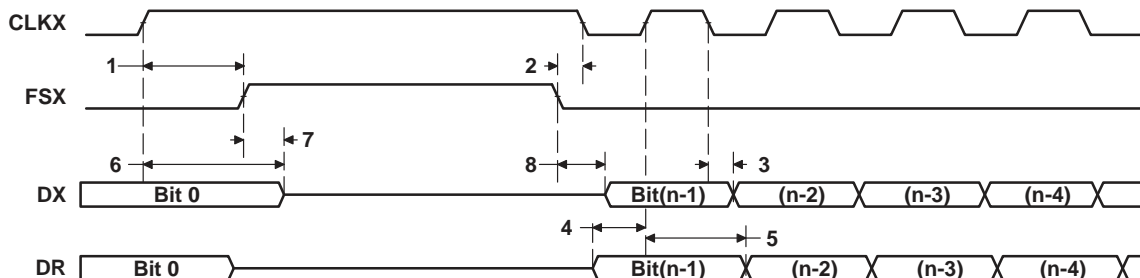 CLKX
1
2
FSX
7
6
8
3
DX
Bit 0
Bit(n-1)
(n-2)
(n-3)
(n-4)
4
5
DR
Bit 0
Bit(n-1)
(n-2)
(n-3)
(n-4)